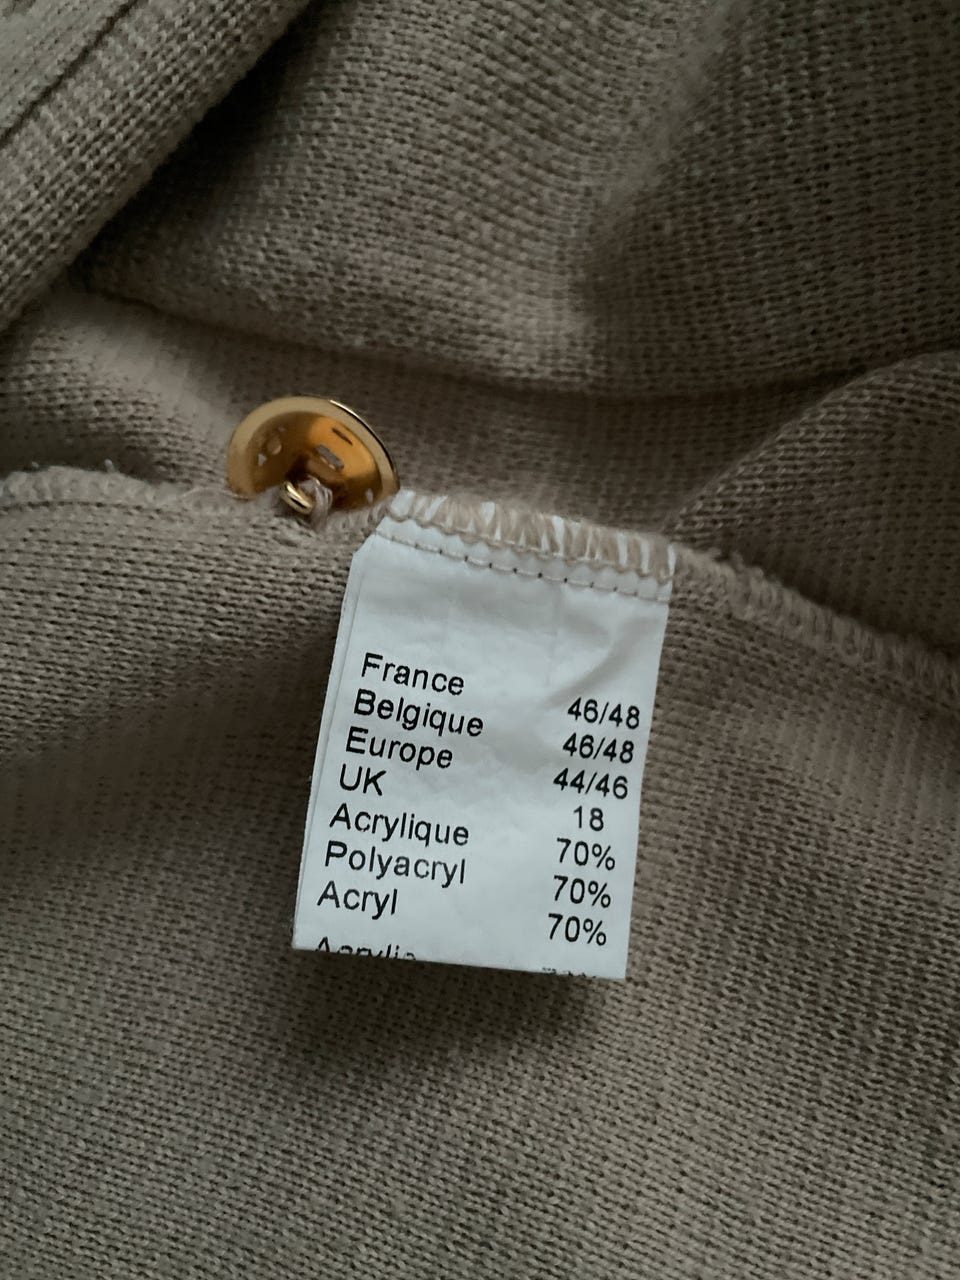 France 46/48
Belgique 46/48
Europe 44/46
UK 18
Acrylique 70%
Polyacryl 70%
Acryl 70%